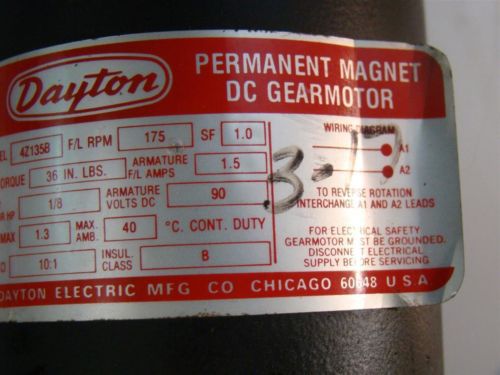 Dayton
PERMANENT MAGNET
DC GEARMOTOR
EL 4Z135B F/L RPM 175 SF 1.0
ORQUE 36 IN. LBS. ARMATURE F/L AMPS 1.5
HP 1/8 ARMATURE VOLTS DC 90
MAX 1.3 MAX. AMB. 40 °C. CONT. DUTY
O 10:1 INSUL. CLASS B
WIRING DIAGRAM
A1
A2
3-17
TO REVERSE ROTATION
INTERCHANGE A1 AND A2 LEADS
FOR ELECTRICAL SAFETY
GEARMOTOR MUST BE GROUNDED.
DISCONNECT ELECTRICAL
SUPPLY BEFORE SERVICING
DAYTON ELECTRIC MFG CO CHICAGO 60648 U.S.A.